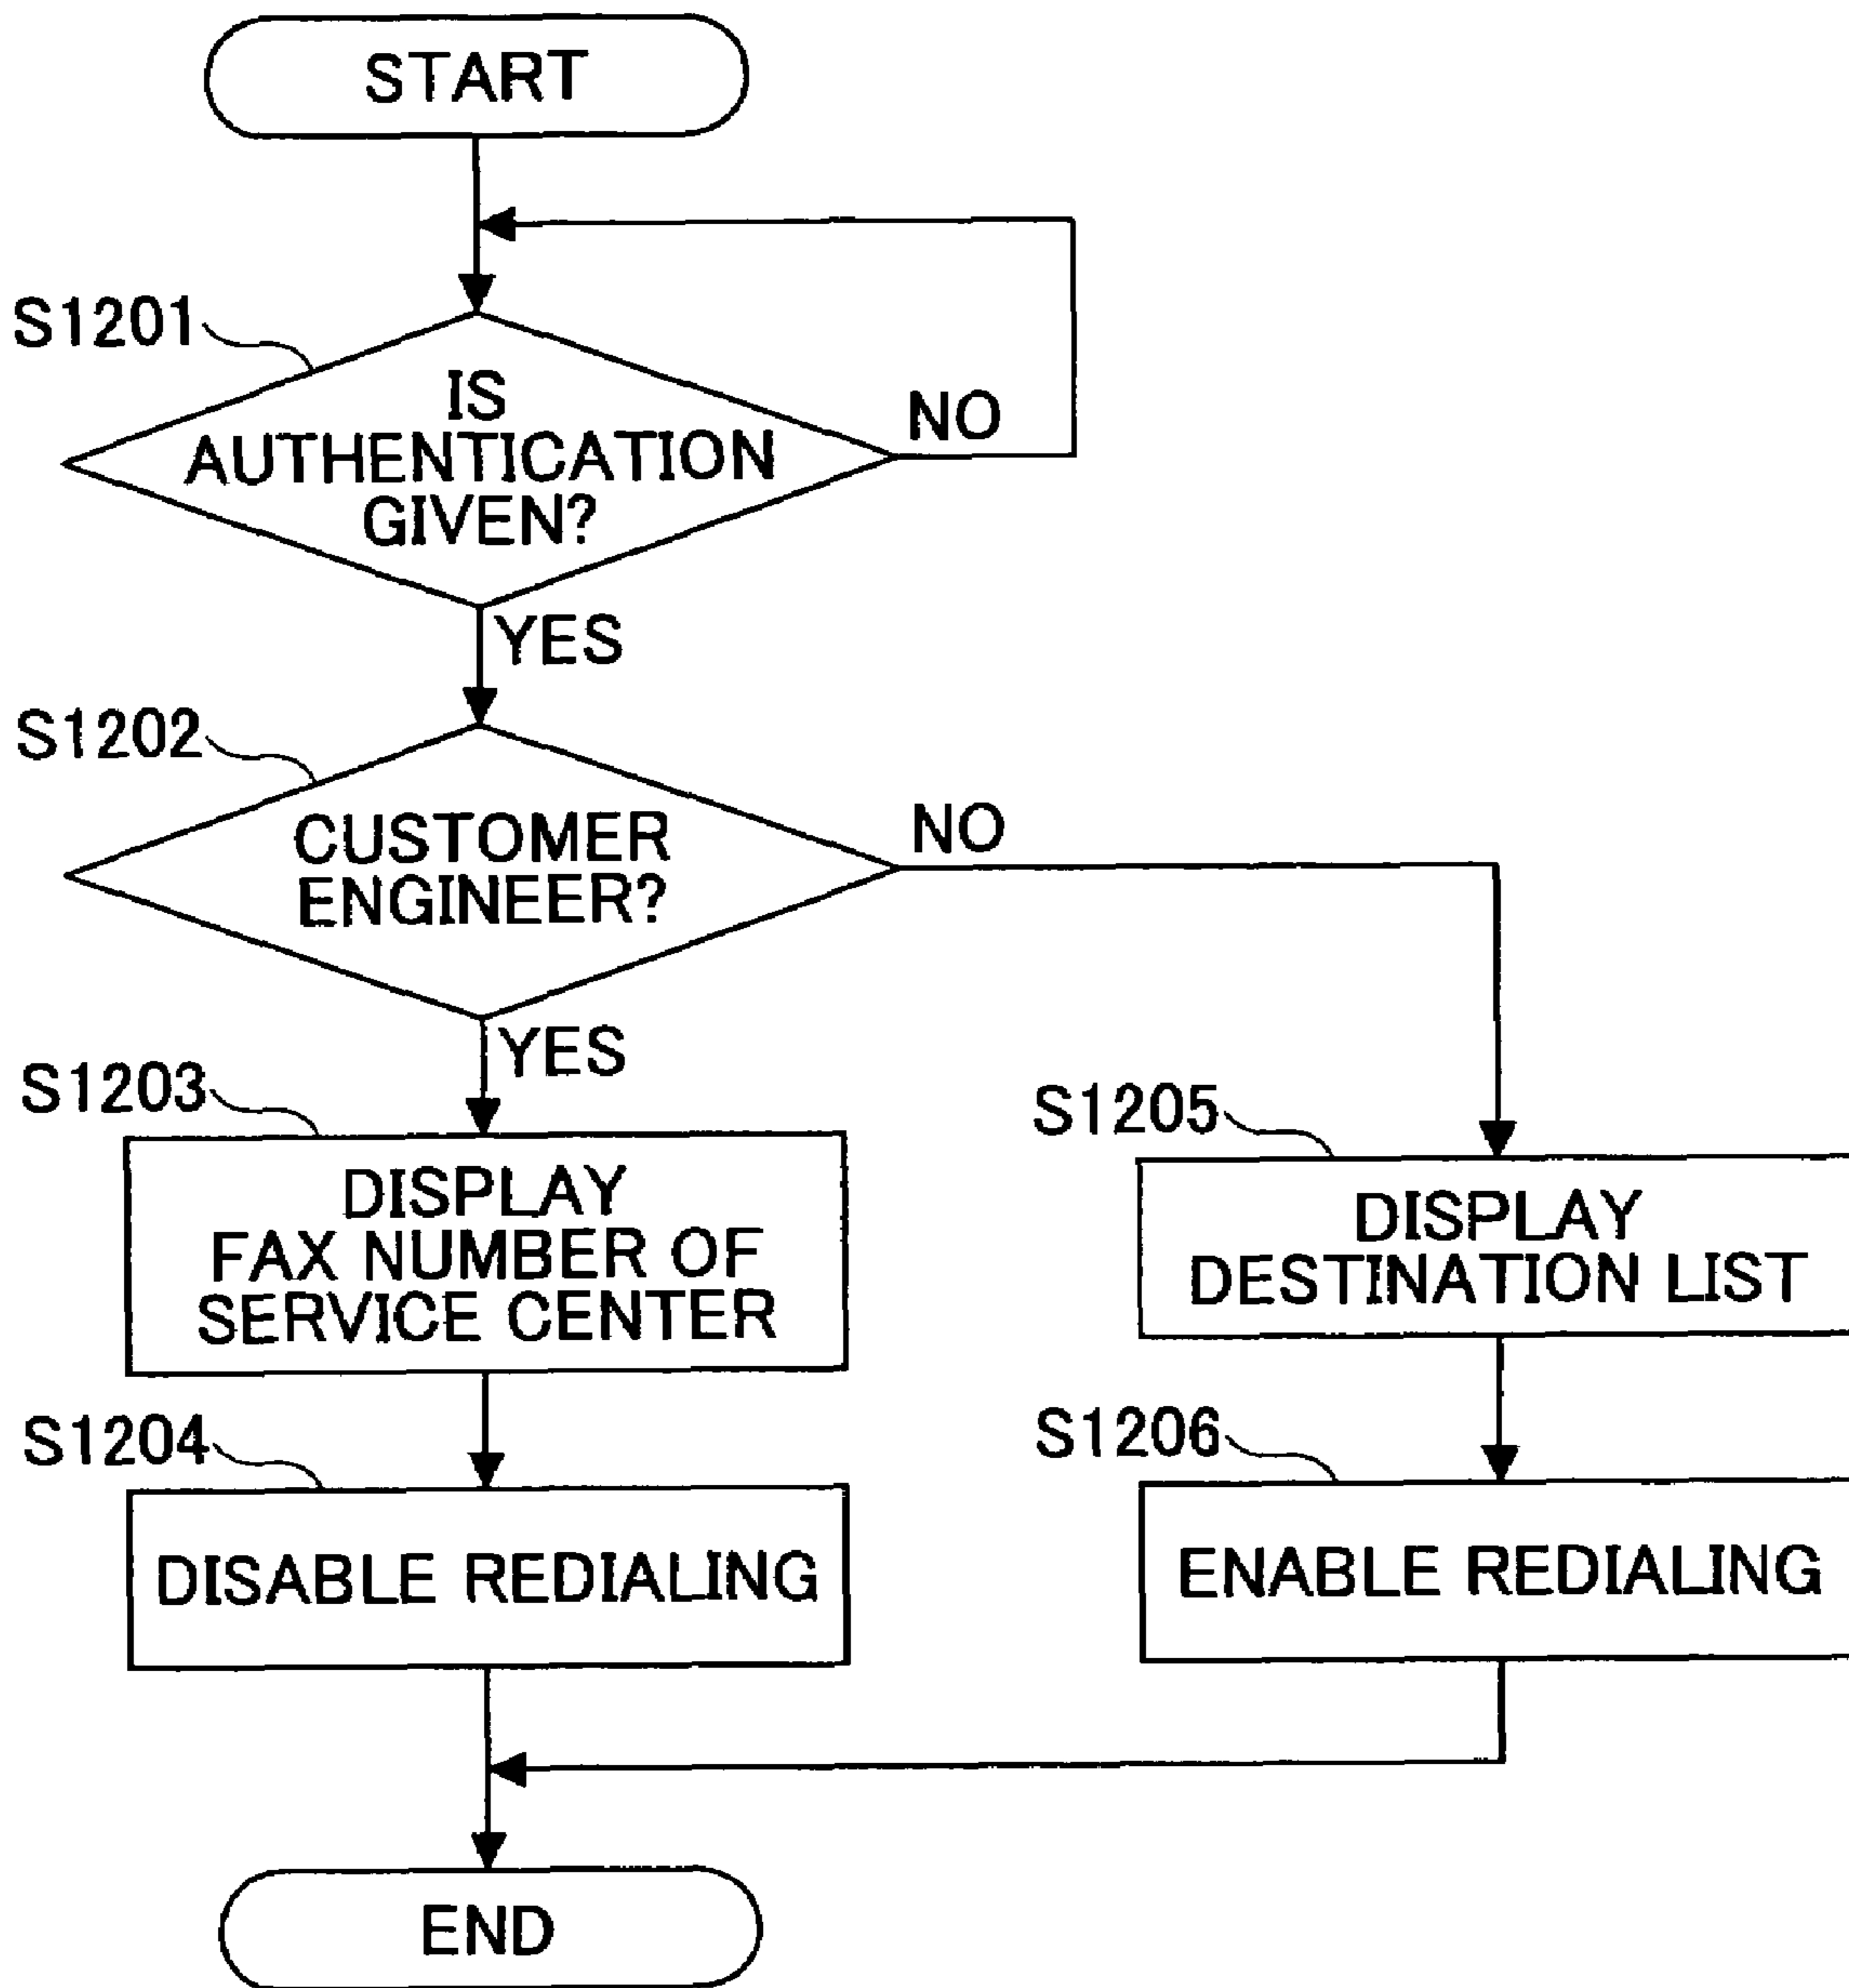 START
S1201
IS
AUTHENTICATION
GIVEN?
NO
YES
S1202
CUSTOMER
ENGINEER?
NO
YES
S1203
DISPLAY
FAX NUMBER OF
SERVICE CENTER
S1205
DISPLAY
DESTINATION LIST
S1204
DISABLE REDIALING
S1206
ENABLE REDIALING
END